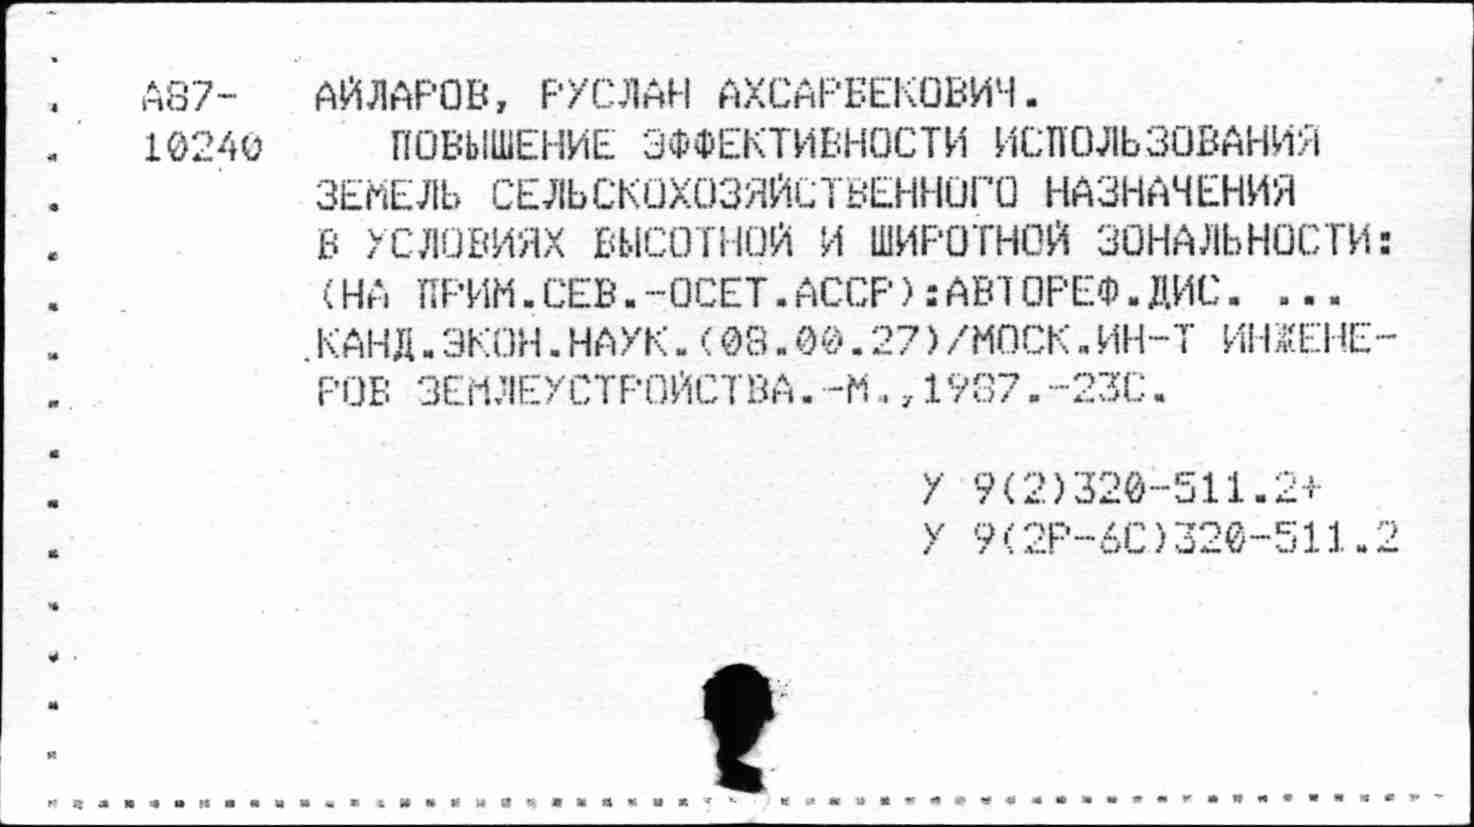 А87- АЙЛАРОВ, РУСЛАН АХСАРБЕКОВИЧ.
10240 ПОВЫШЕНИЕ ЭФФЕКТИВНОСТИ ИСПОЛЬЗОВАНИЯ
ЗЕМЕЛЬ СЕЛЬСКОХОЗЯЙСТВЕННОГО НАЗНАЧЕНИЯ
В УСЛОВИЯХ ВЫСОТНОЙ И ШИРОТНОЙ ЗОНАЛЬНОСТИ:
(НА ПРИМ.СЕВ.-ОСЕТ.АССР):АВТОРЕФ.ДИС. ...
КАНД.ЭКОН.НАУК.(08.00.27)/МОСК.ИН-Т ИНЖЕНЕ-
РОВ ЗЕМЛЕУСТРОЙСТВА.-М.,1987.-23С.
У 9(2)320-511.2+
У 9(2Р-6С)320-511.2